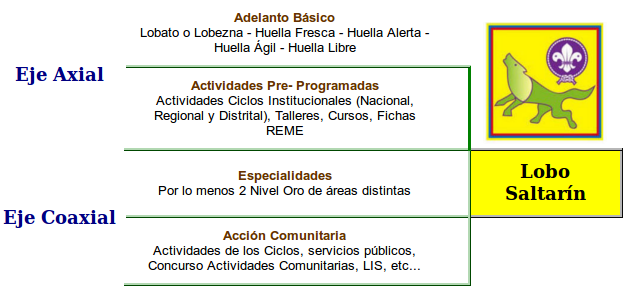 Adelanto Básico
Lobato o Lobezna - Huella Fresca - Huella Alerta -
Huella Ágil - Huella Libre
Eje Axial
Actividades Pre- Programadas
Actividades Ciclos Institucionales (Nacional,
Regional y Distrital), Talleres, Cursos, Fichas
REME
Especialidades
Por lo menos 2 Nivel Oro de áreas distintas
Lobo
Saltarín
Eje Coaxial
Acción Comunitaria
Actividades de los Ciclos, servicios públicos,
Concurso Actividades Comunitarias, LIS, etc...